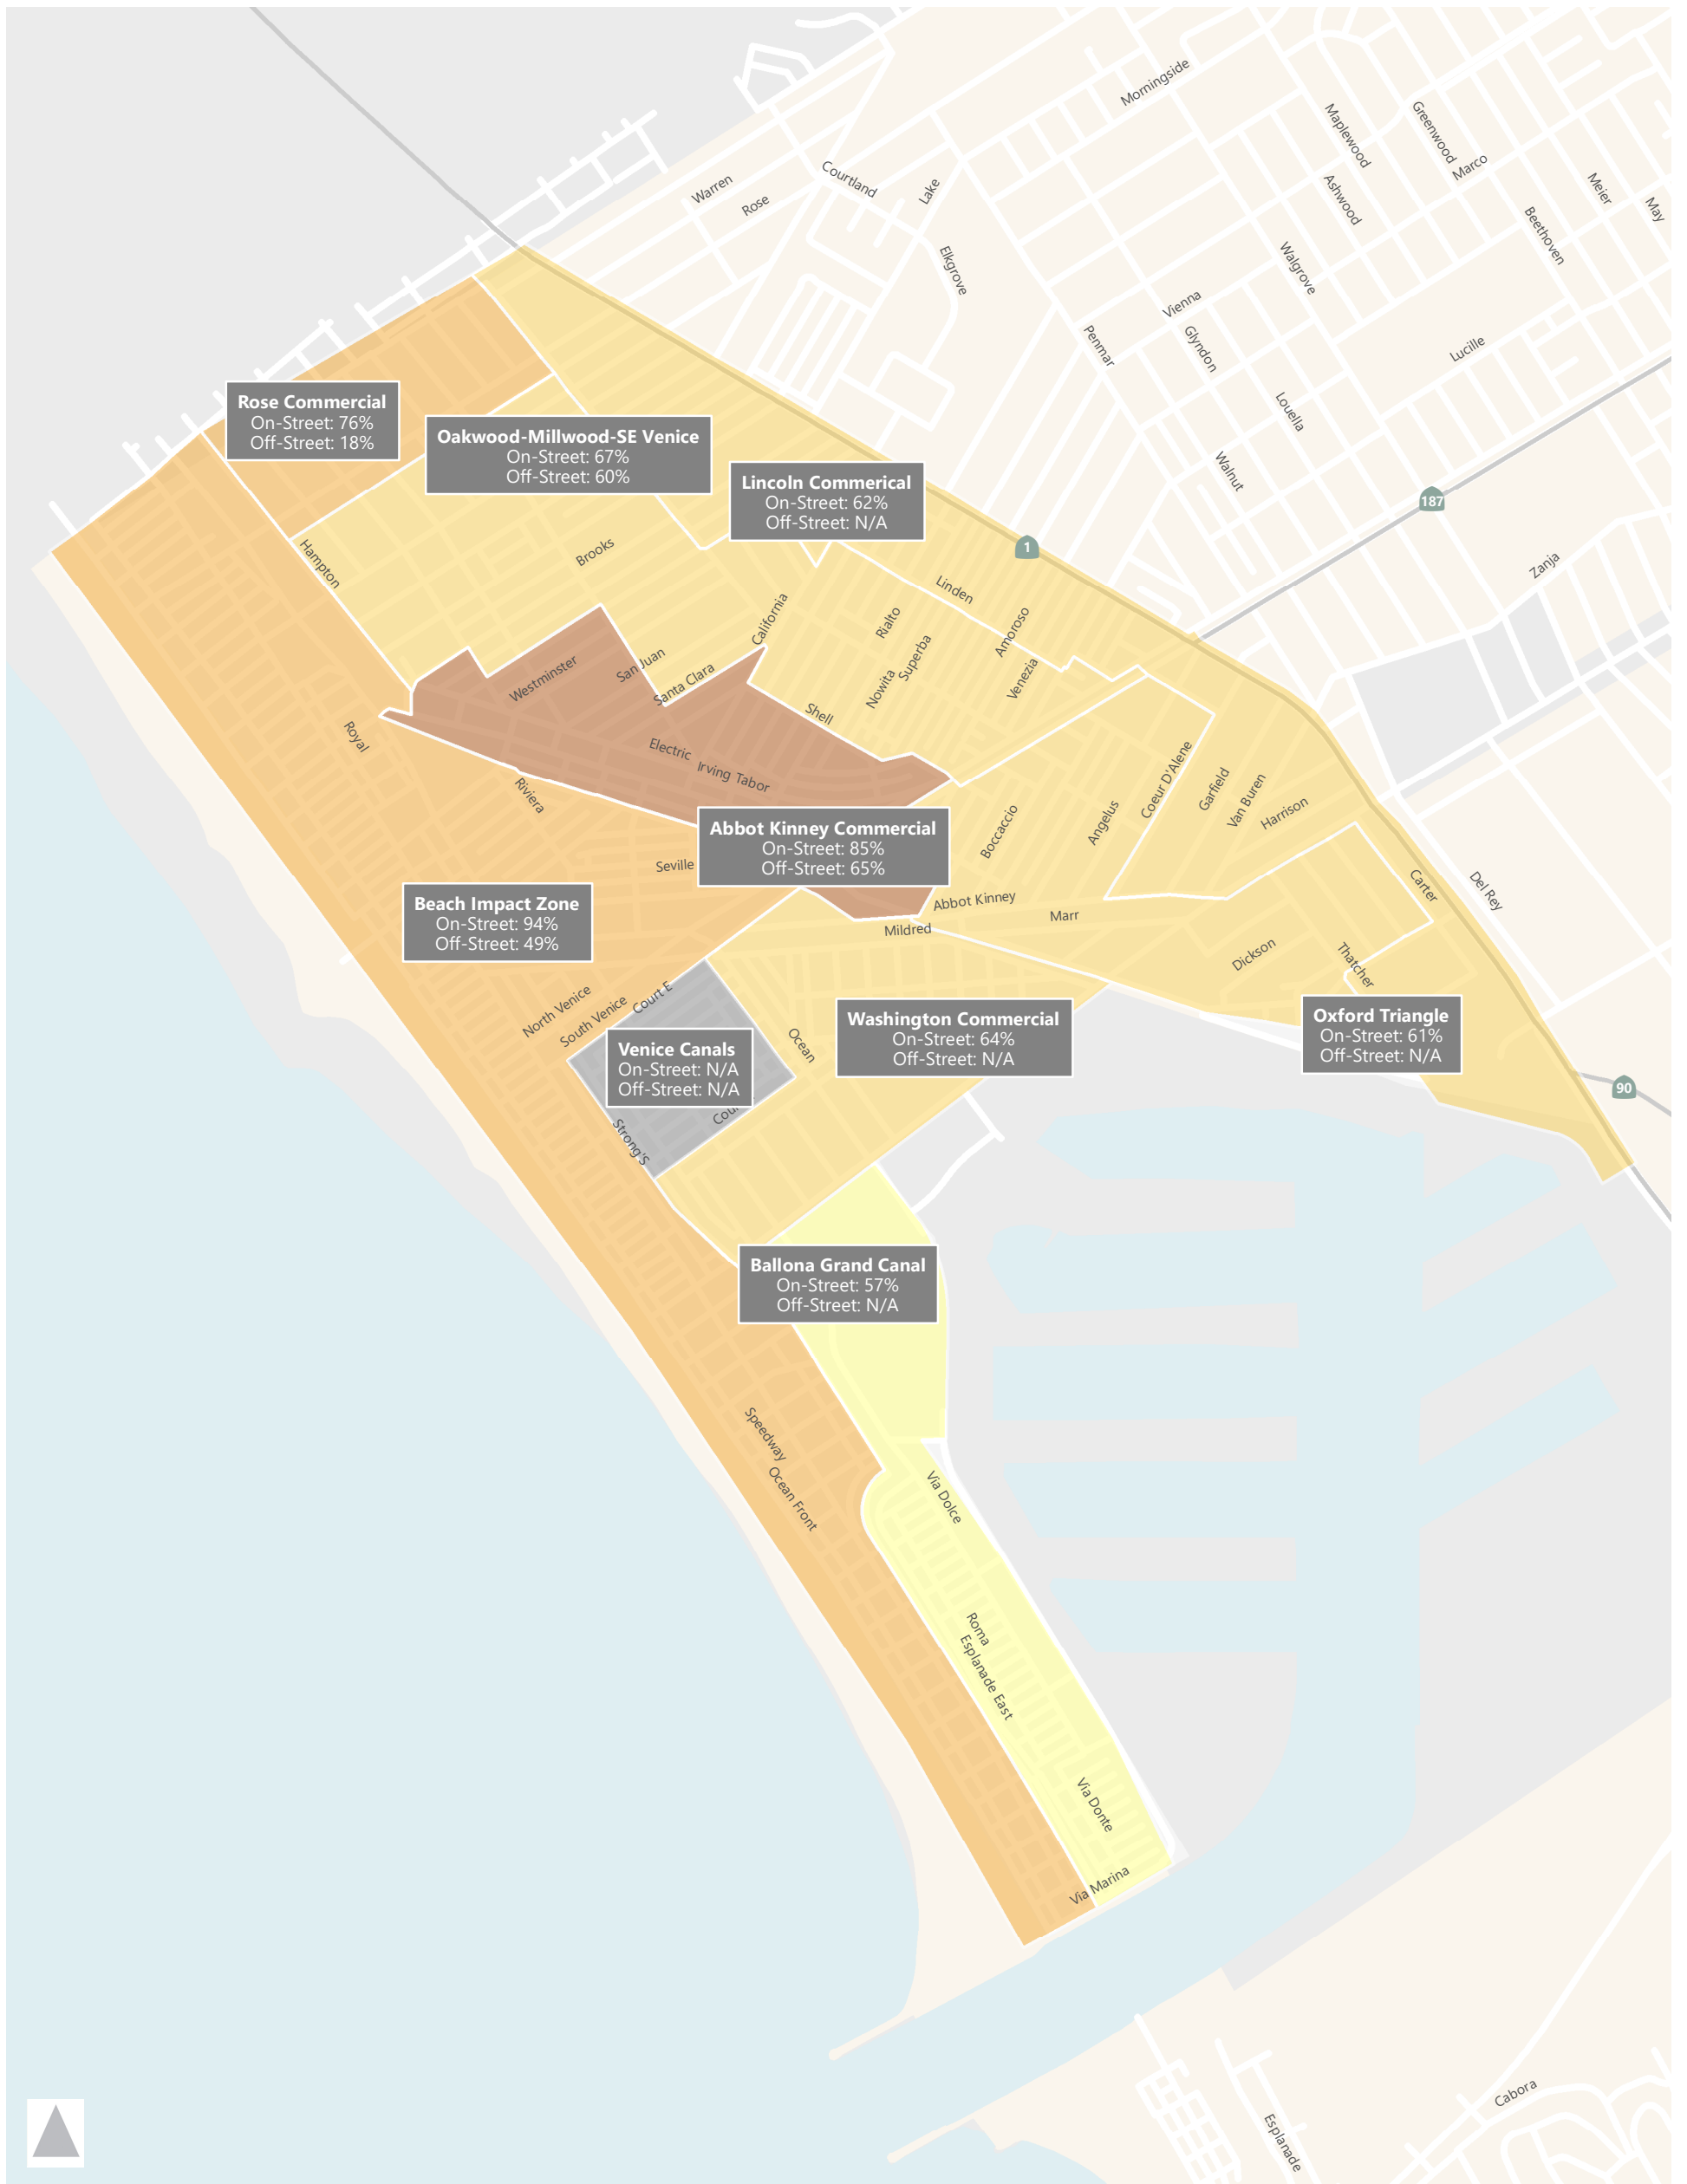 Morningside
Maplewood
Greenwood
Marco
Meier
May
Ashwood
Beethoven
Courtland
Warren
Rose
Lake
Elkgrove
Walgrove
Vienna
Penmar
Glyndon
Lucille
Louella
Walnut
187
1
Zanja
Rose Commercial
On-Street: 76%
Off-Street: 18%
Oakwood-Millwood-SE Venice
On-Street: 67%
Off-Street: 60%
Lincoln Commerical
On-Street: 62%
Off-Street: N/A
Hampton
Brooks
Linden
California
Rialto
Superba
Amoroso
Nowita
Venezia
Westminster
San Juan
Santa Clara
Shell
Royal
Electric
Irving Tabor
Riviera
Coeur D'Alene
Garfield
Van Buren
Harrison
Boccaccio
Angelus
Abbot Kinney Commercial
On-Street: 85%
Off-Street: 65%
Seville
Carter
Del Rey
Abbot Kinney
Marr
Mildred
Beach Impact Zone
On-Street: 94%
Off-Street: 49%
Dickson
Thatcher
North Venice
South Venice
Court E
Ocean
Washington Commercial
On-Street: 64%
Off-Street: N/A
Oxford Triangle
On-Street: 61%
Off-Street: N/A
Venice Canals
On-Street: N/A
Off-Street: N/A
90
Strong'S
Ballona Grand Canal
On-Street: 57%
Off-Street: N/A
Speedway
Ocean Front
Via Dolce
Roma
Esplanade East
Via Donte
Via Marina
Cabora
Esplanade